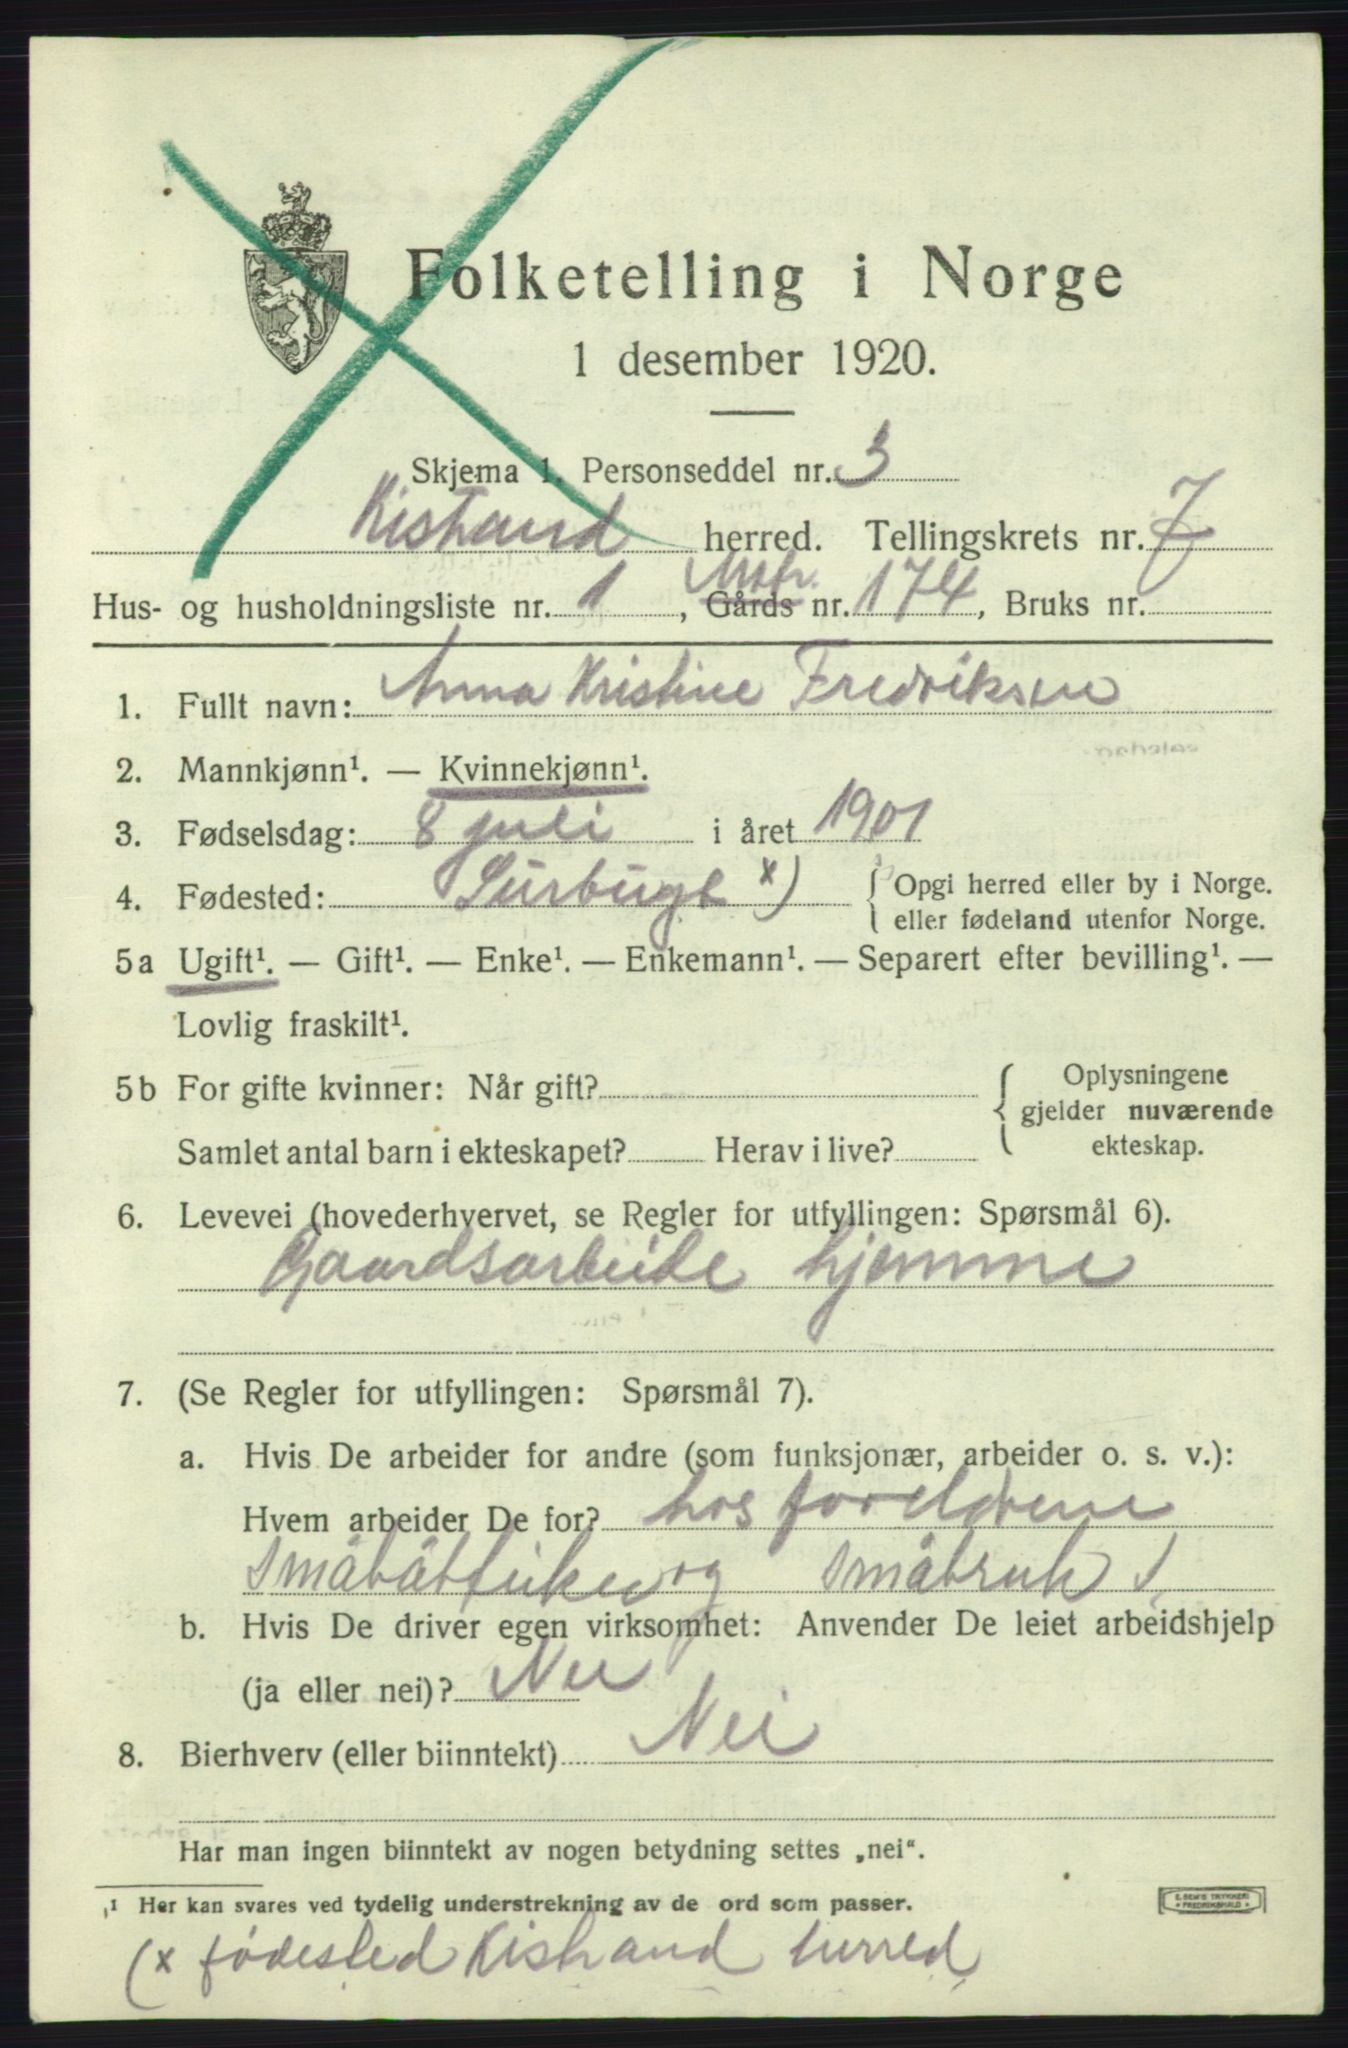 Folketelling i Norge
1 desember 1920.
Skjema 1. Personseddel nr. 3
Kistrand herred. Tellingskrets nr. 7
Matr.
Hus- og husholdningsliste nr. 1, Gårds nr. 174, Bruks nr.
1. Fullt navn: Anna Kristine Fredriksen
2. Mannkjønn¹. — Kvinnekjønn¹.
3. Fødselsdag: 8 juli i året 1901
4. Fødested: Surbugt x) { Opgi herred eller by i Norge.
eller fødeland utenfor Norge.
5a Ugift¹. — Gift¹. — Enke¹. — Enkemann¹. — Separert efter bevilling¹. —
Lovlig fraskilt¹.
5b For gifte kvinner: Når gift? { Oplysningene
gjelder nuværende
Samlet antal barn i ekteskapet? Herav i live? ekteskap.
6. Levevei (hovederhvervet, se Regler for utfyllingen: Spørsmål 6).
Gaardsarbeide hjemme
7. (Se Regler for utfyllingen: Spørsmål 7).
a. Hvis De arbeider for andre (som funksjonær, arbeider o. s. v.):
Hvem arbeider De for? hos foreldrene
småbåtfisker og småbruk
b. Hvis De driver egen virksomhet: Anvender De leiet arbeidshjelp
(ja eller nei)? Nei
8. Bierhverv (eller biinntekt) Nei
Har man ingen biinntekt av nogen betydning settes „nei“.
¹ Her kan svares ved tydelig understrekning av de ord som passer.
E. SEM'S TRYKKERI
FREDRIKSHALD
(x fødested Kistrand herred